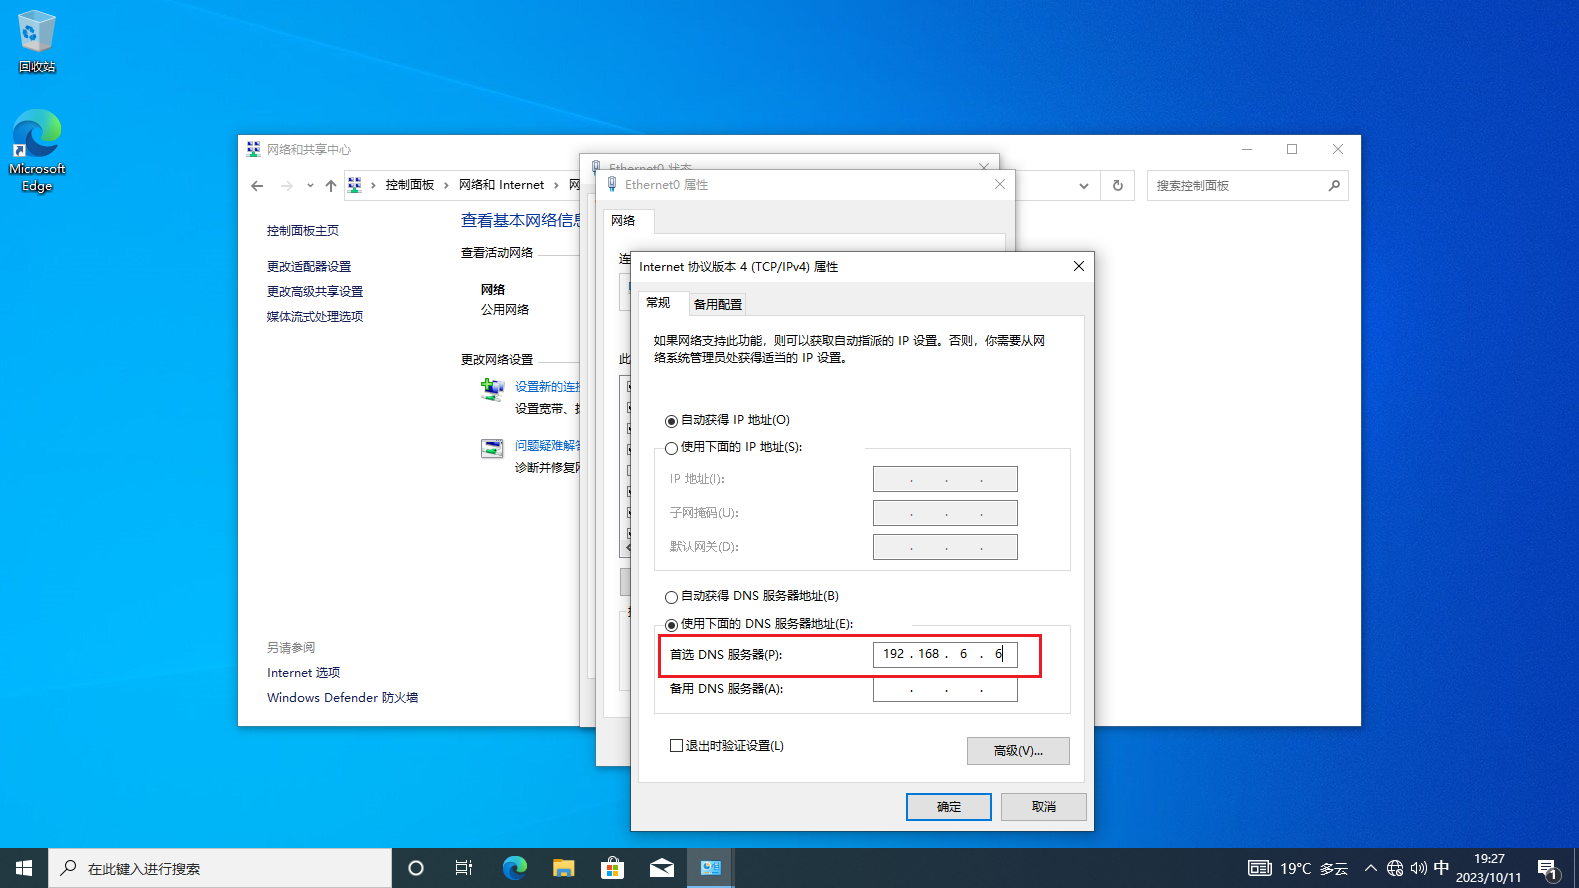 回收站
Microsoft
Edge
网络和共享中心
控制面板 网络和 Internet
搜索控制面板
控制面板主页
更改适配器设置
更改高级共享设置
媒体流式处理选项
查看基本网络信息
查看活动网络
网络
公用网络
更改网络设置
设置新的连接
设置宽带、
问题疑难解答
诊断并修复网
另请参阅
Internet 选项
Windows Defender 防火墙
Ethernet0 状态
Ethernet0 属性
网络
Internet 协议版本 4 (TCP/IPv4) 属性
常规 备用配置
如果网络支持此功能，则可以获取自动指派的 IP 设置。否则，你需要从网
络系统管理员处获得适当的 IP 设置。
自动获得 IP 地址(O)
使用下面的 IP 地址(S):
IP 地址(I): . . .
子网掩码(U): . . .
默认网关(D): . . .
自动获得 DNS 服务器地址(B)
使用下面的 DNS 服务器地址(E):
首选 DNS 服务器(P): 192 . 168 . 6 . 6
备用 DNS 服务器(A): . . .
退出时验证设置(L)
高级(V)...
确定 取消
在此键入进行搜索
19°C 多云
中
19:27
2023/10/11
1